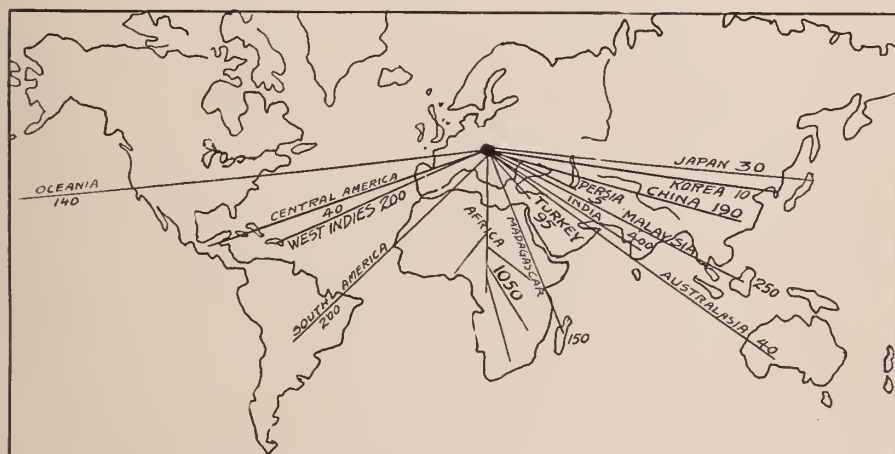 JAPAN 30
KOREA 10
CHINA 190
OCEANIA
140
CENTRAL AMERICA
40
WEST INDIES 200
SOUTH AMERICA
200
AFRICA
1050
MADAGASCAR
150
TURKEY
95
PERSIA
5
INDIA
400
MALAYSIA
250
AUSTRALASIA 40